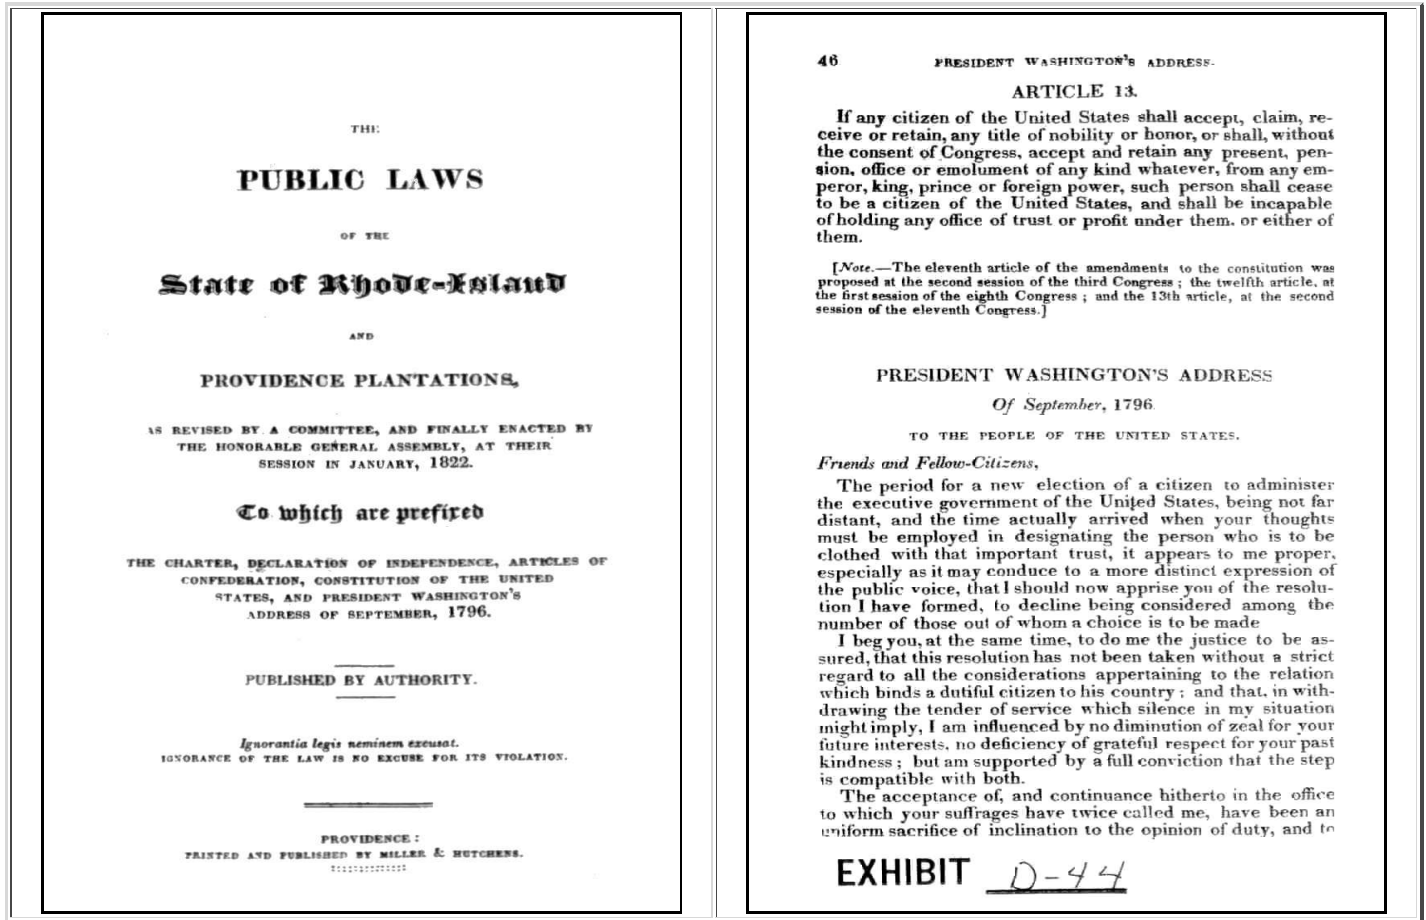 THE
PUBLIC LAWS
OF THE
State of Rhode-Island
AND
PROVIDENCE PLANTATIONS,
AS REVISED BY A COMMITTEE, AND FINALLY ENACTED BY
THE HONORABLE GENERAL ASSEMBLY, AT THEIR
SESSION IN JANUARY, 1822.
To which are prefixed
THE CHARTER, DECLARATION OF INDEPENDENCE, ARTICLES OF
CONFEDERATION, CONSTITUTION OF THE UNITED
STATES, AND PRESIDENT WASHINGTON'S
ADDRESS OF SEPTEMBER, 1796.
PUBLISHED BY AUTHORITY.
Ignorantia legis neminem excusat.
IGNORANCE OF THE LAW IS NO EXCUSE FOR ITS VIOLATION.
PROVIDENCE:
PRINTED AND PUBLISHED BY MILLER & HUTCHENS.
46 PRESIDENT WASHINGTON'S ADDRESS.
ARTICLE 13.
If any citizen of the United States shall accept, claim, re-
ceive or retain, any title of nobility or honor, or shall, without
the consent of Congress, accept and retain any present, pen-
sion, office or emolument of any kind whatever, from any em-
peror, king, prince or foreign power, such person shall cease
to be a citizen of the United States, and shall be incapable
of holding any office of trust or profit under them, or either of
them.
[Note.—The eleventh article of the amendments to the constitution was
proposed at the second session of the third Congress; the twelfth article, at
the first session of the eighth Congress; and the 13th article, at the second
session of the eleventh Congress.]
PRESIDENT WASHINGTON'S ADDRESS
Of September, 1796.
TO THE PEOPLE OF THE UNITED STATES.
Friends and Fellow-Citizens,
The period for a new election of a citizen to administer
the executive government of the United States, being not far
distant, and the time actually arrived when your thoughts
must be employed in designating the person who is to be
clothed with that important trust, it appears to me proper,
especially as it may conduce to a more distinct expression of
the public voice, that I should now apprise you of the resolu-
tion I have formed, to decline being considered among the
number of those out of whom a choice is to be made
I beg you, at the same time, to do me the justice to be as-
sured, that this resolution has not been taken without a strict
regard to all the considerations appertaining to the relation
which binds a dutiful citizen to his country; and that, in with-
drawing the tender of service which silence in my situation
might imply, I am influenced by no diminution of zeal for your
future interests, no deficiency of grateful respect for your past
kindness; but am supported by a full conviction that the step
is compatible with both.
The acceptance of, and continuance hitherto in the office
to which your suffrages have twice called me, have been an
uniform sacrifice of inclination to the opinion of duty, and to
EXHIBIT D-44